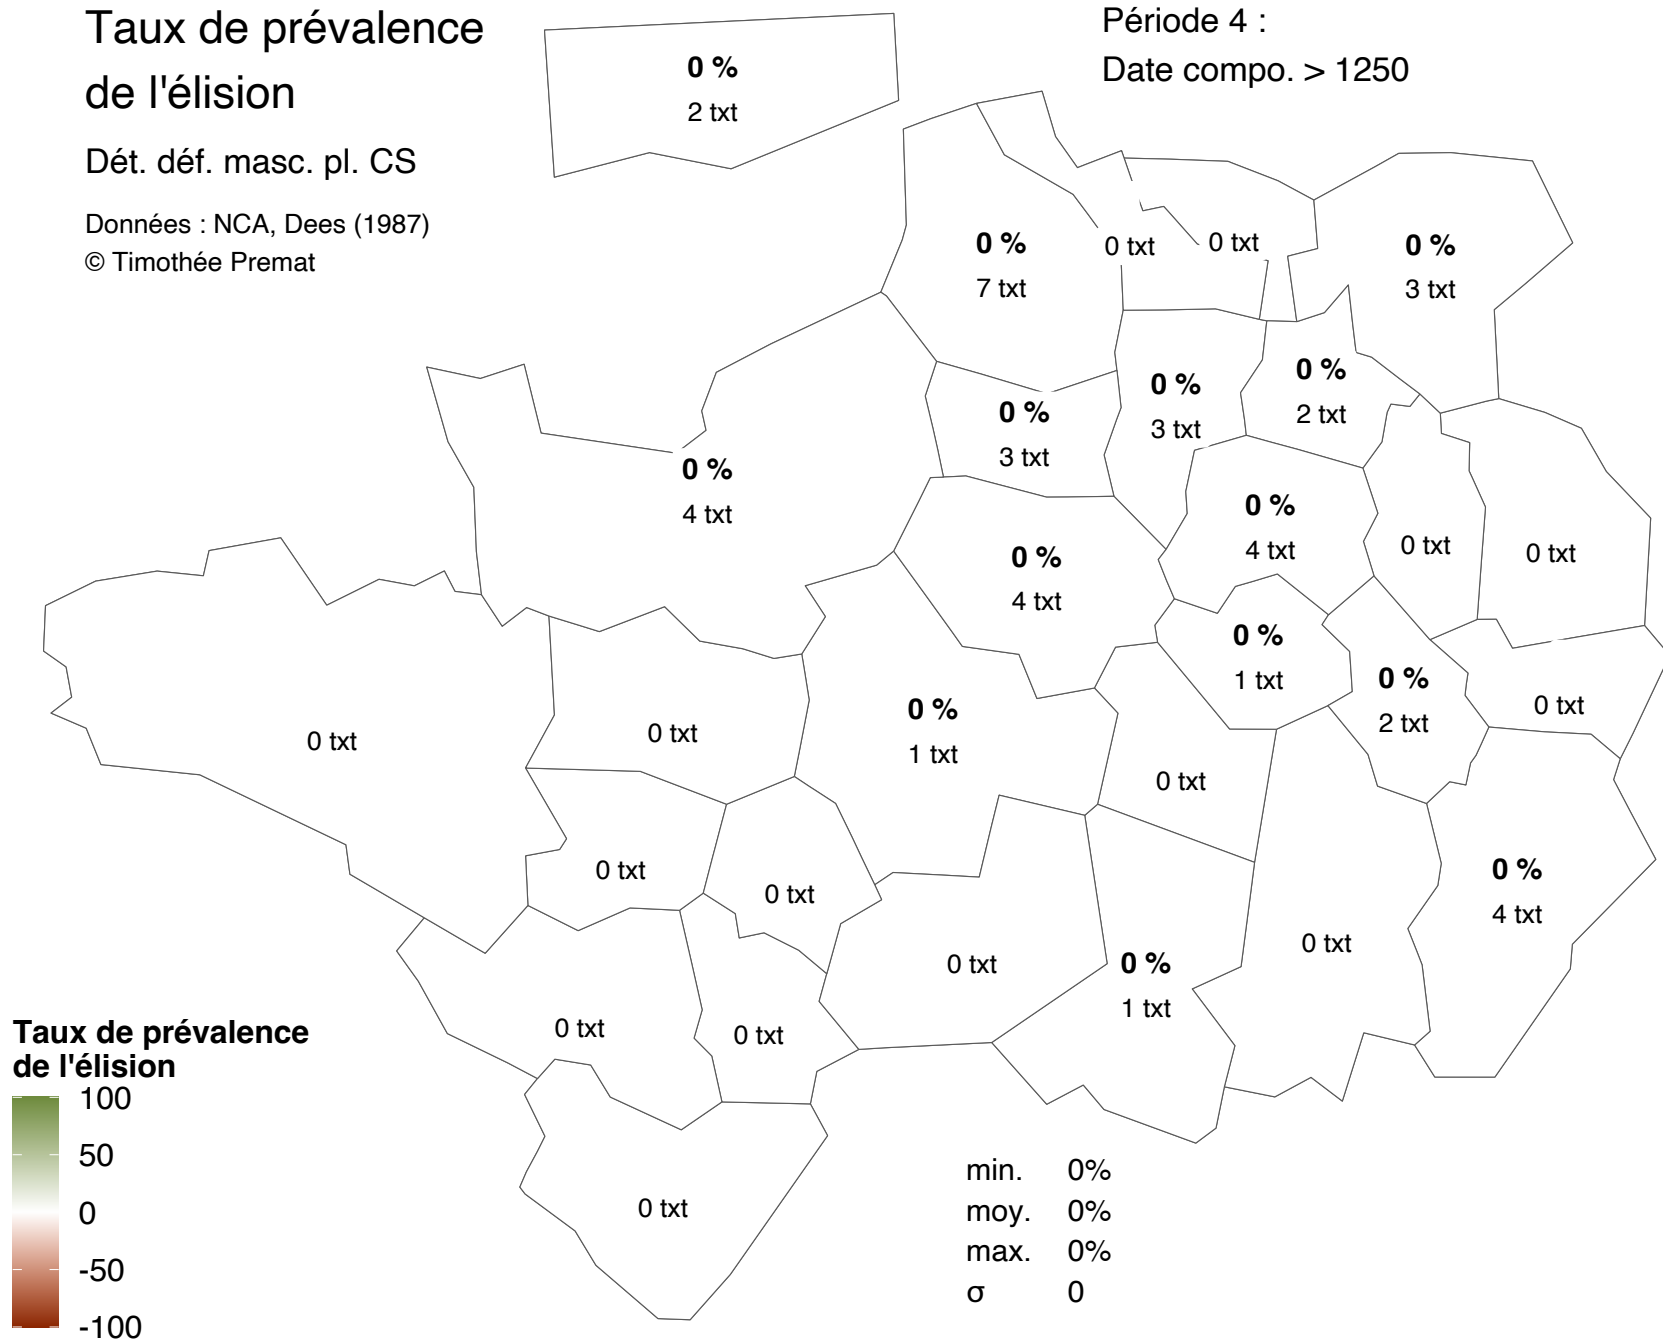 Taux de prévalence
de l'élision
Dét. déf. masc. pl. CS
Données : NCA, Dees (1987)
© Timothée Premat
Période 4 :
Date compo. > 1250
0 %
2 txt
0 %
7 txt
0 txt
0 txt
0 %
3 txt
0 %
3 txt
0 %
3 txt
0 %
2 txt
0 %
4 txt
0 %
4 txt
0 %
4 txt
0 txt
0 txt
0 %
1 txt
0 %
2 txt
0 txt
0 txt
0 txt
0 %
1 txt
0 txt
0 txt
0 txt
0 txt
0 %
1 txt
0 txt
0 %
4 txt
0 txt
0 txt
0 txt
Taux de prévalence
de l'élision
100
50
0
-50
-100
min. 0%
moy. 0%
max. 0%
σ 0